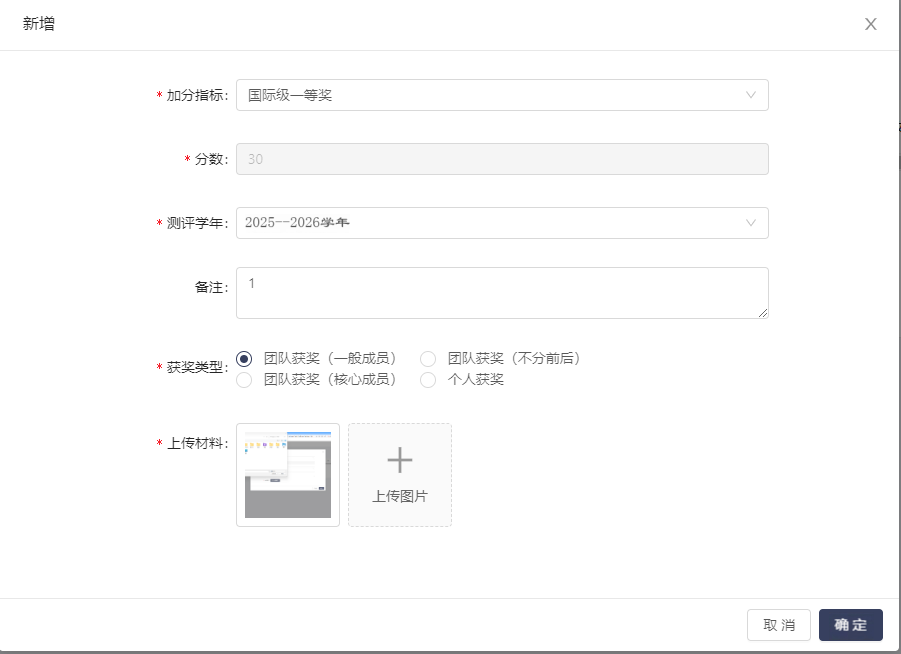 新增
* 加分指标: 国际级一等奖
* 分数: 30
* 测评学年: 2025--2026学年
备注: 1
* 获奖类型: 团队获奖（一般成员） 团队获奖（不分前后）
团队获奖（核心成员） 个人获奖
* 上传材料: 上传图片
取 消 确 定